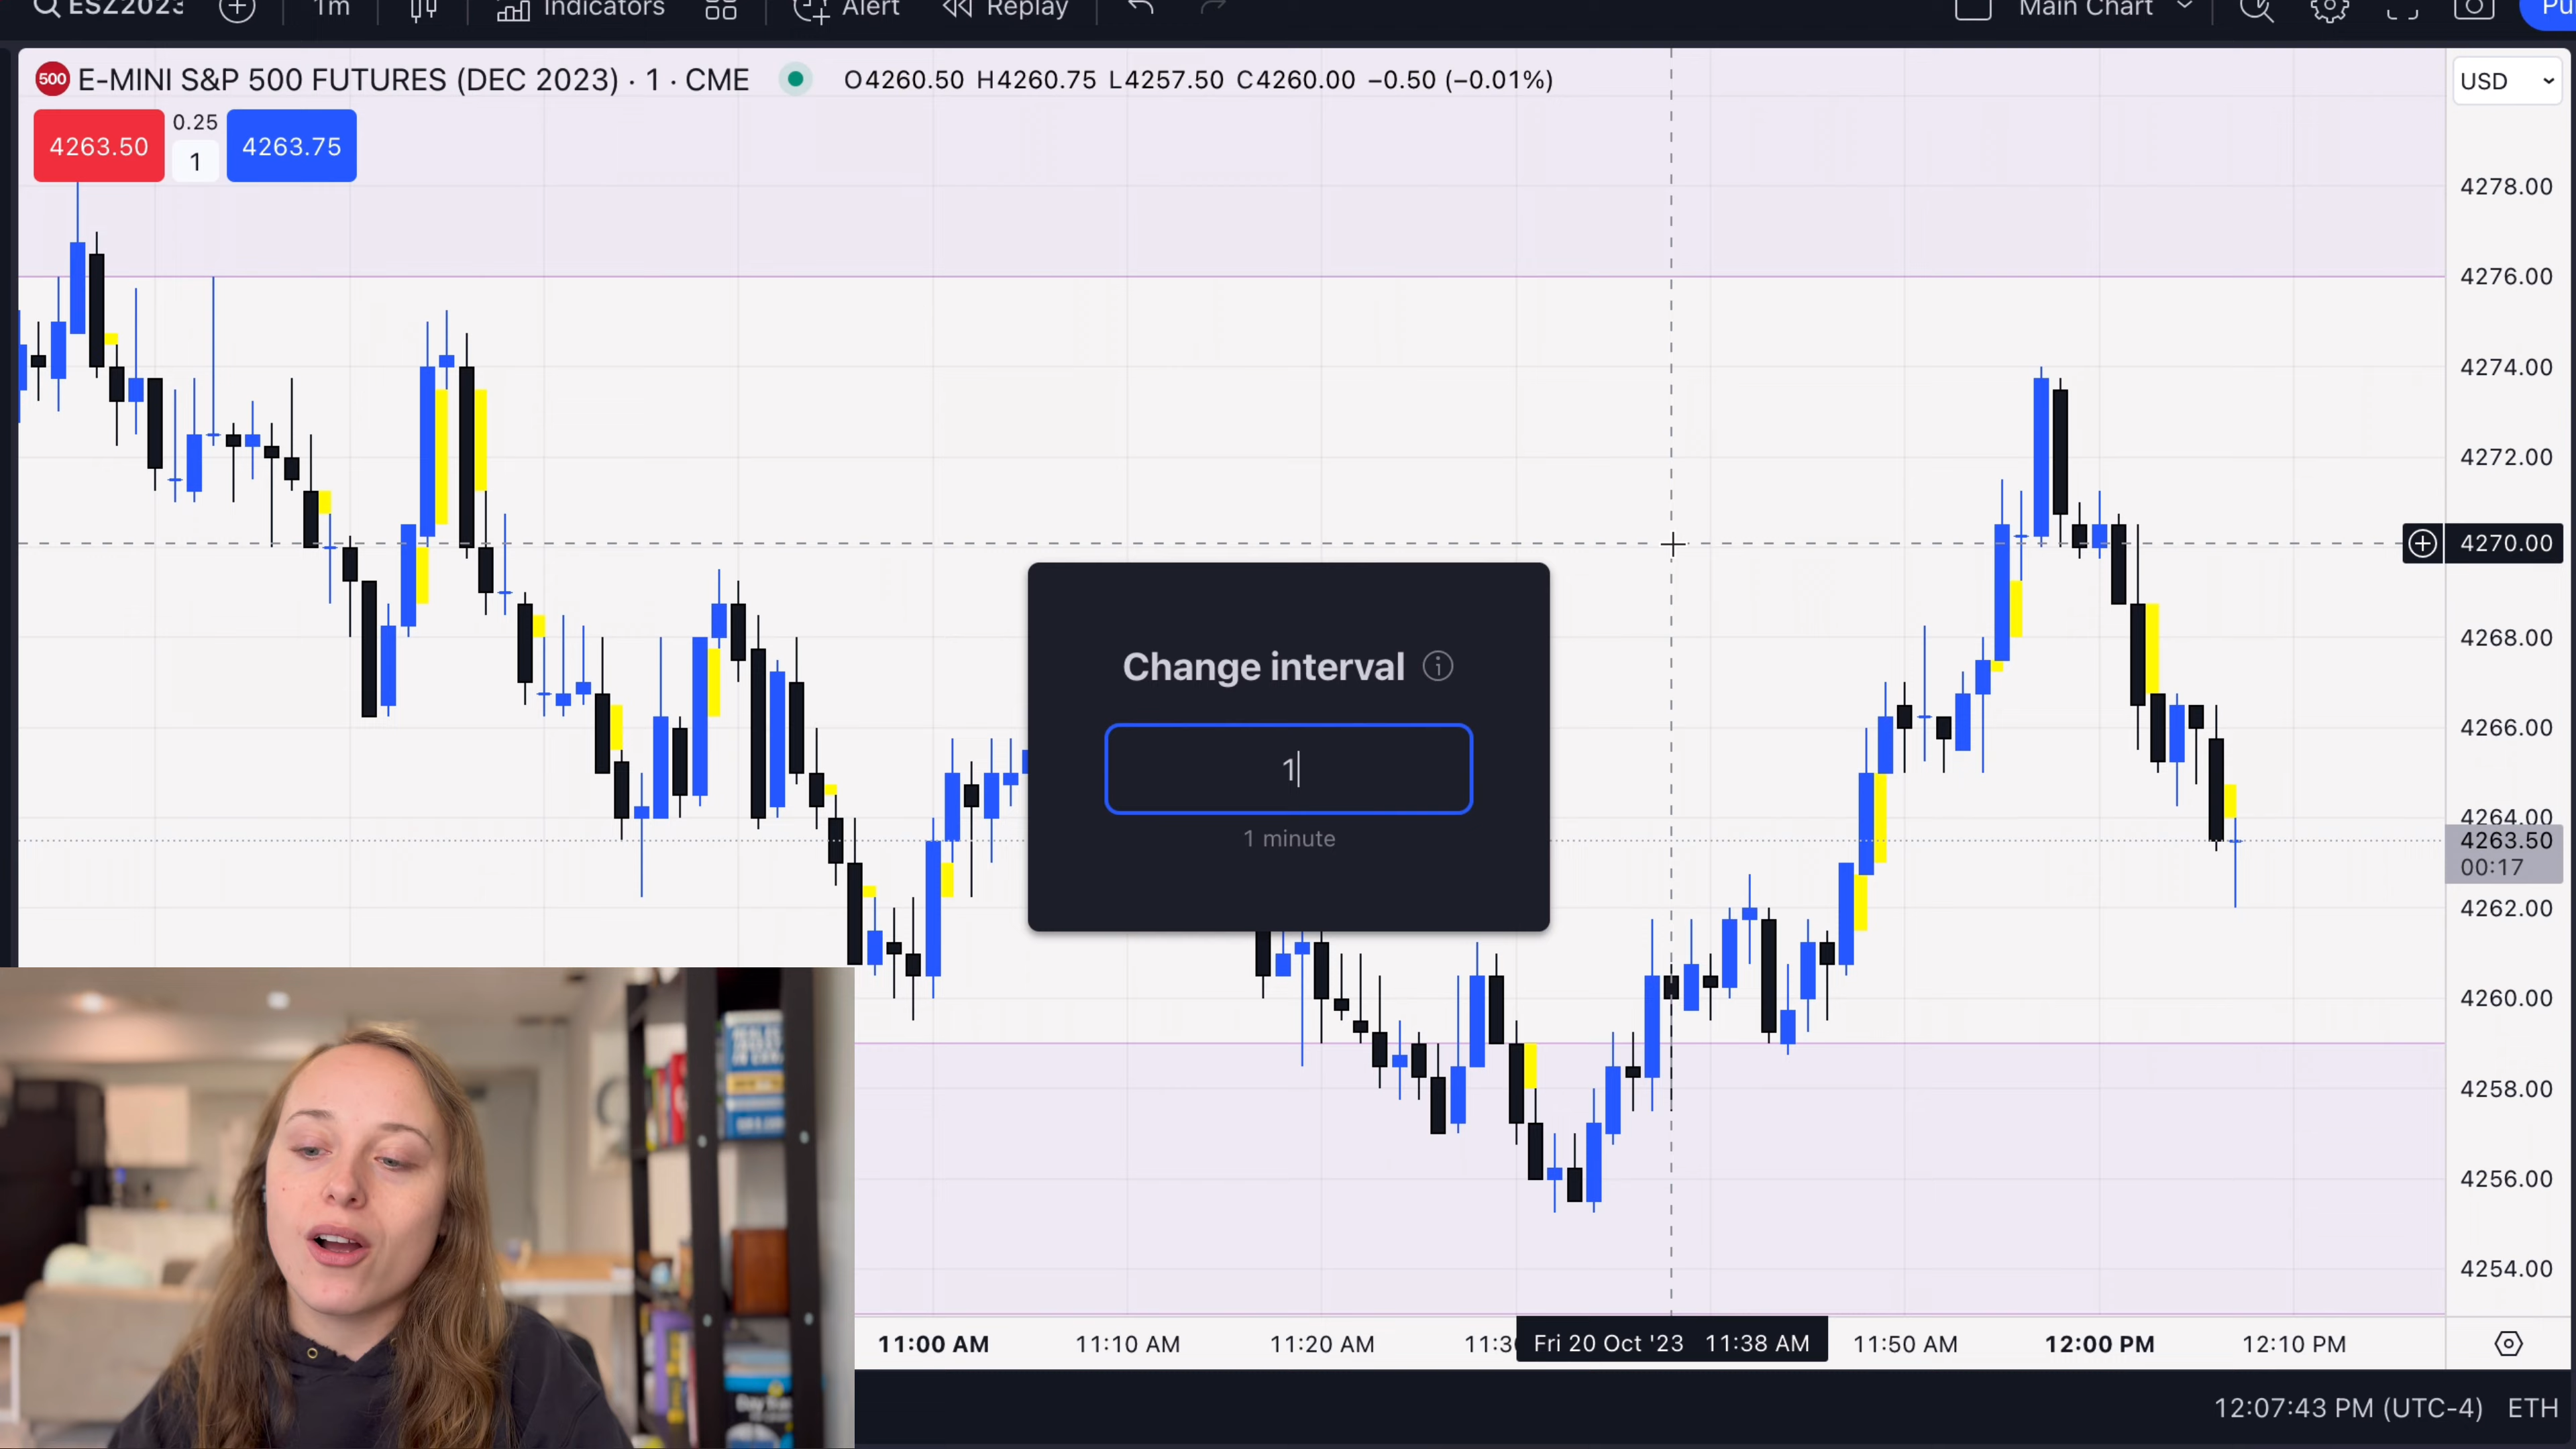 ESZ2023
1m
Indicators
Alert
Replay
Main Chart
Pu
500 E-MINI S&P 500 FUTURES (DEC 2023) · 1 · CME
O4260.50 H4260.75 L4257.50 C4260.00 −0.50 (−0.01%)
USD
4263.50
0.25
1
4263.75
4278.00
4276.00
4274.00
4272.00
4270.00
4268.00
4266.00
4264.00
4263.50
00:17
4262.00
4260.00
4258.00
4256.00
4254.00
Change interval
1
1 minute
11:00 AM
11:10 AM
11:20 AM
11:3
Fri 20 Oct '23 11:38 AM
11:50 AM
12:00 PM
12:10 PM
12:07:43 PM (UTC-4) ETH